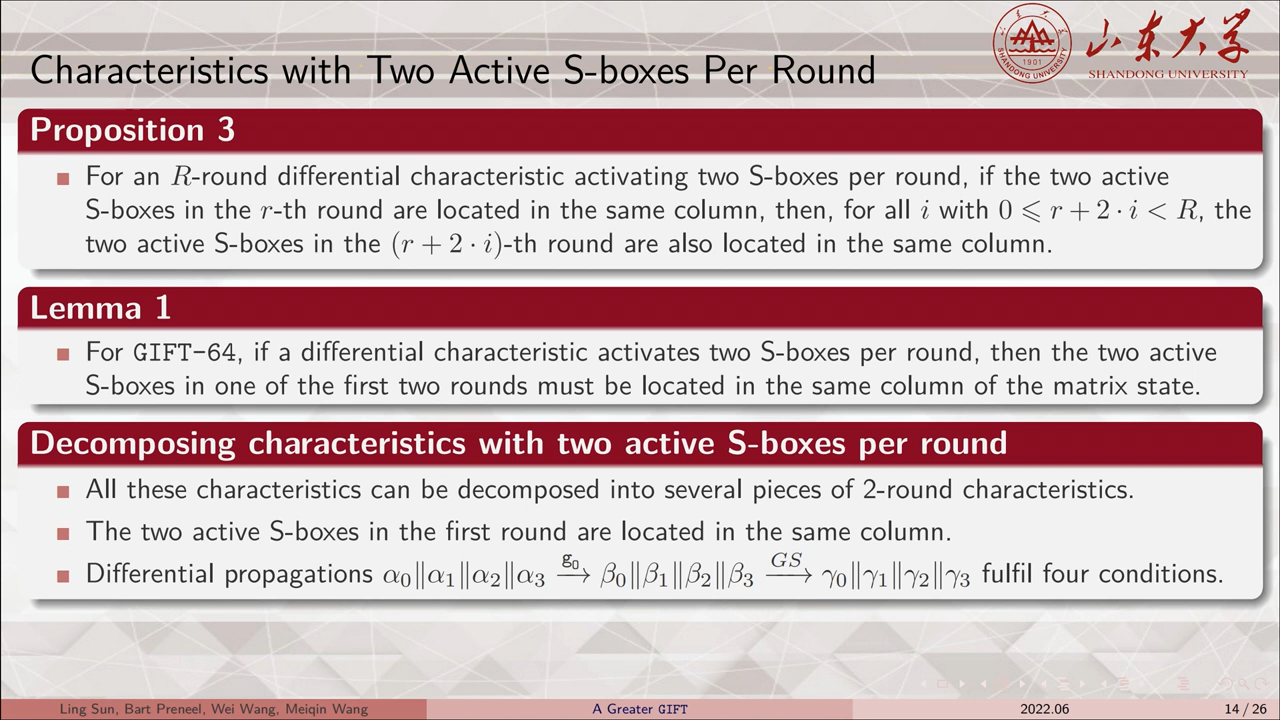 山东大学
SHANDONG UNIVERSITY
SHANDONG UNIVERSITY
1901
Characteristics with Two Active S-boxes Per Round
Proposition 3
For an R-round differential characteristic activating two S-boxes per round, if the two active
S-boxes in the r-th round are located in the same column, then, for all i with 0 ⩽ r + 2 · i < R, the
two active S-boxes in the (r + 2 · i)-th round are also located in the same column.
Lemma 1
For GIFT-64, if a differential characteristic activates two S-boxes per round, then the two active
S-boxes in one of the first two rounds must be located in the same column of the matrix state.
Decomposing characteristics with two active S-boxes per round
All these characteristics can be decomposed into several pieces of 2-round characteristics.
The two active S-boxes in the first round are located in the same column.
Differential propagations α₀∥α₁∥α₂∥α₃ —g₀→ β₀∥β₁∥β₂∥β₃ —GS→ γ₀∥γ₁∥γ₂∥γ₃ fulfil four conditions.
Ling Sun, Bart Preneel, Wei Wang, Meiqin Wang
A Greater GIFT
2022.06
14 / 26